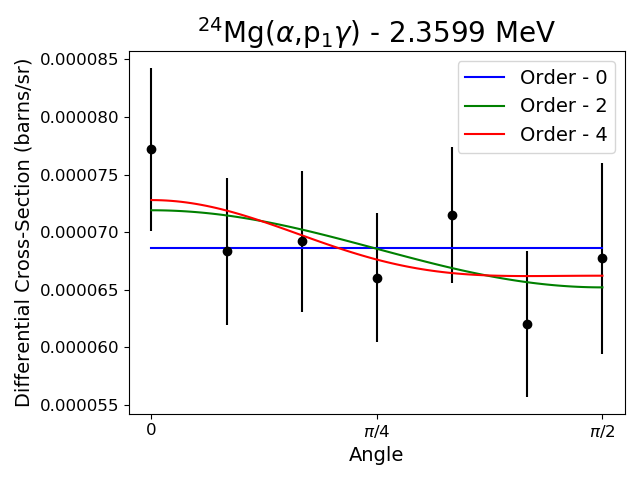 ²⁴Mg(α,p₁γ) - 2.3599 MeV
Order - 0
Order - 2
Order - 4
Differential Cross-Section (barns/sr)
0.000085
0.000080
0.000075
0.000070
0.000065
0.000060
0.000055
0
π/4
π/2
Angle